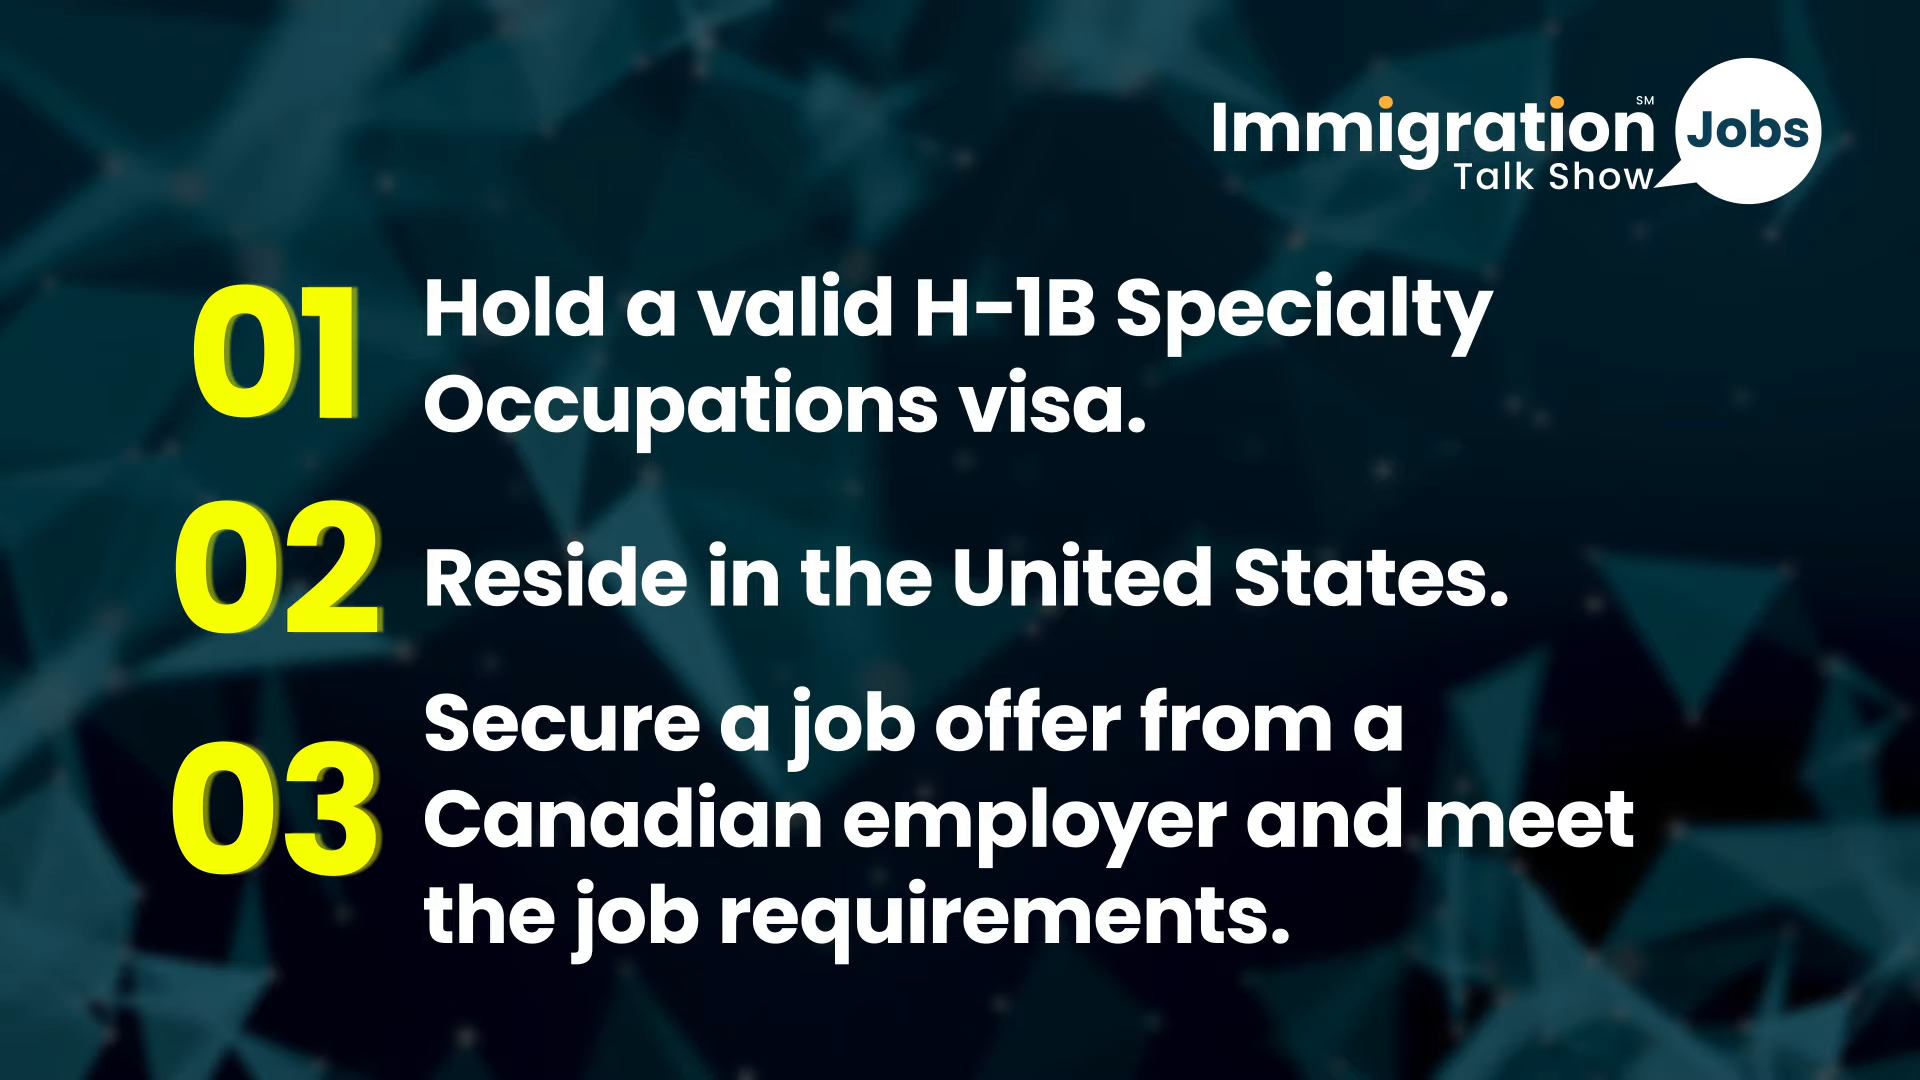 Immigration SM
Talk Show
Jobs
01
Hold a valid H-1B Specialty
Occupations visa.
02
Reside in the United States.
03
Secure a job offer from a
Canadian employer and meet
the job requirements.